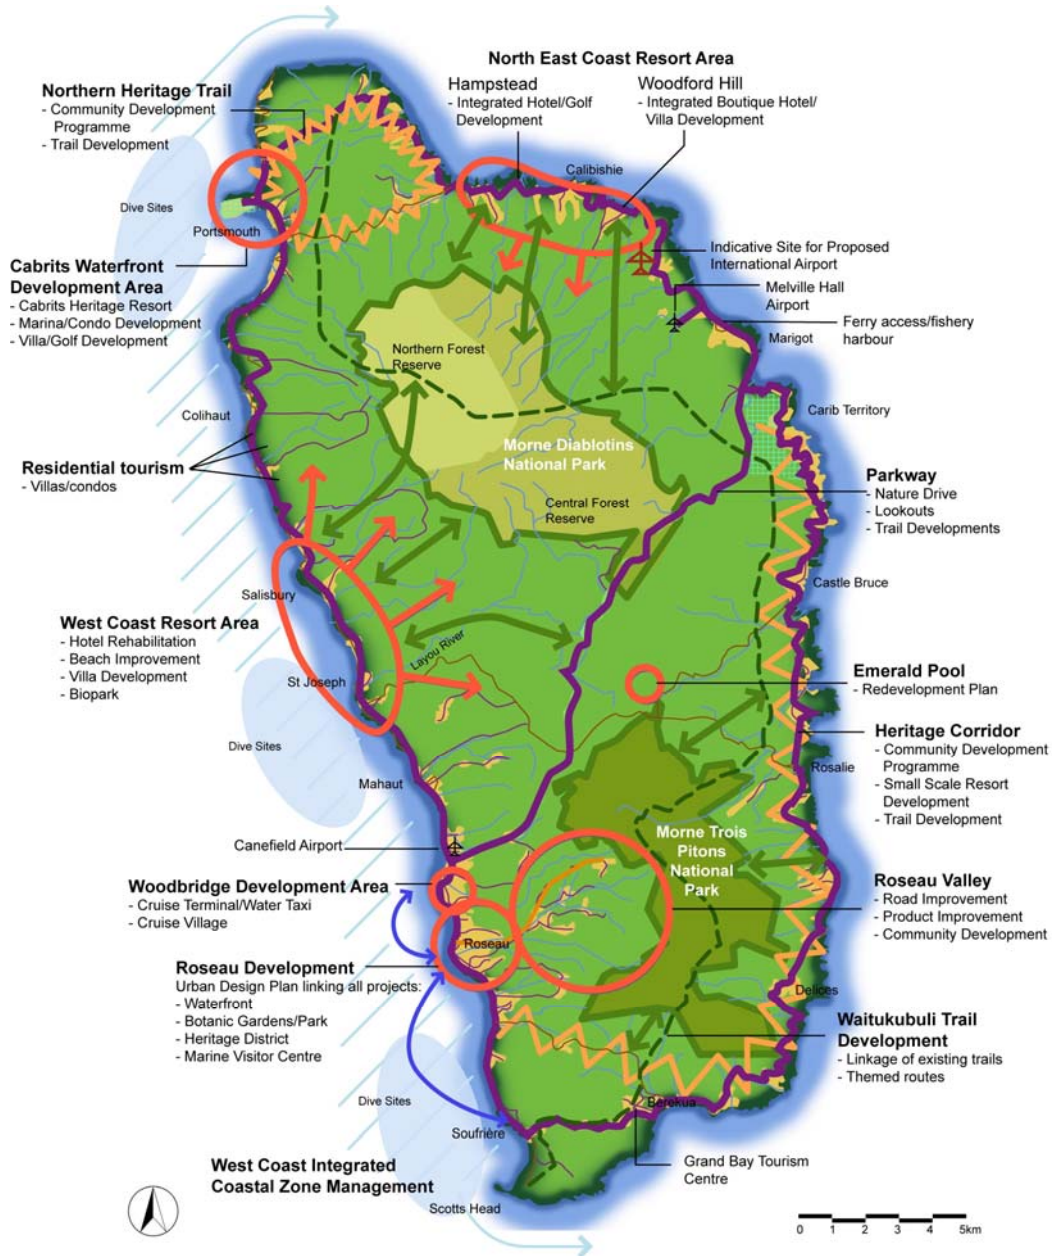 North East Coast Resort Area
Hampstead
- Integrated Hotel/Golf
Development
Woodford Hill
- Integrated Boutique Hotel/
Villa Development
Northern Heritage Trail
- Community Development
Programme
- Trail Development
Calibishie
Dive Sites
Portsmouth
Indicative Site for Proposed
International Airport
Cabrits Waterfront
Development Area
- Cabrits Heritage Resort
- Marina/Condo Development
- Villa/Golf Development
Melville Hall
Airport
Ferry access/fishery
harbour
Marigot
Northern Forest
Reserve
Colihaut
Carib Territory
Morne Diablotins
National Park
Residential tourism
- Villas/condos
Central Forest
Reserve
Parkway
- Nature Drive
- Lookouts
- Trail Developments
Castle Bruce
Salisbury
West Coast Resort Area
- Hotel Rehabilitation
- Beach Improvement
- Villa Development
- Biopark
Layou River
St Joseph
Emerald Pool
- Redevelopment Plan
Dive Sites
Heritage Corridor
- Community Development
Programme
- Small Scale Resort
Development
- Trail Development
Rosalie
Mahaut
Canefield Airport
Morne Trois
Pitons
National
Park
Woodbridge Development Area
- Cruise Terminal/Water Taxi
- Cruise Village
Roseau Valley
- Road Improvement
- Product Improvement
- Community Development
Roseau
Roseau Development
Urban Design Plan linking all projects:
- Waterfront
- Botanic Gardens/Park
- Heritage District
- Marine Visitor Centre
Delices
Waitukubuli Trail
Development
- Linkage of existing trails
- Themed routes
Dive Sites
Berekua
Soufrière
West Coast Integrated
Coastal Zone Management
Grand Bay Tourism
Centre
Scotts Head
0 1 2 3 4 5km